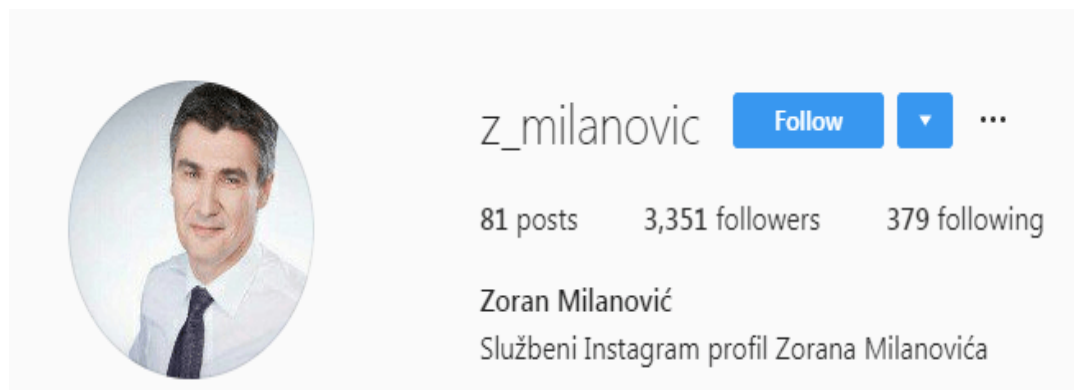 z_milanovic Follow
81 posts 3,351 followers 379 following
Zoran Milanović
Službeni Instagram profil Zorana Milanovića